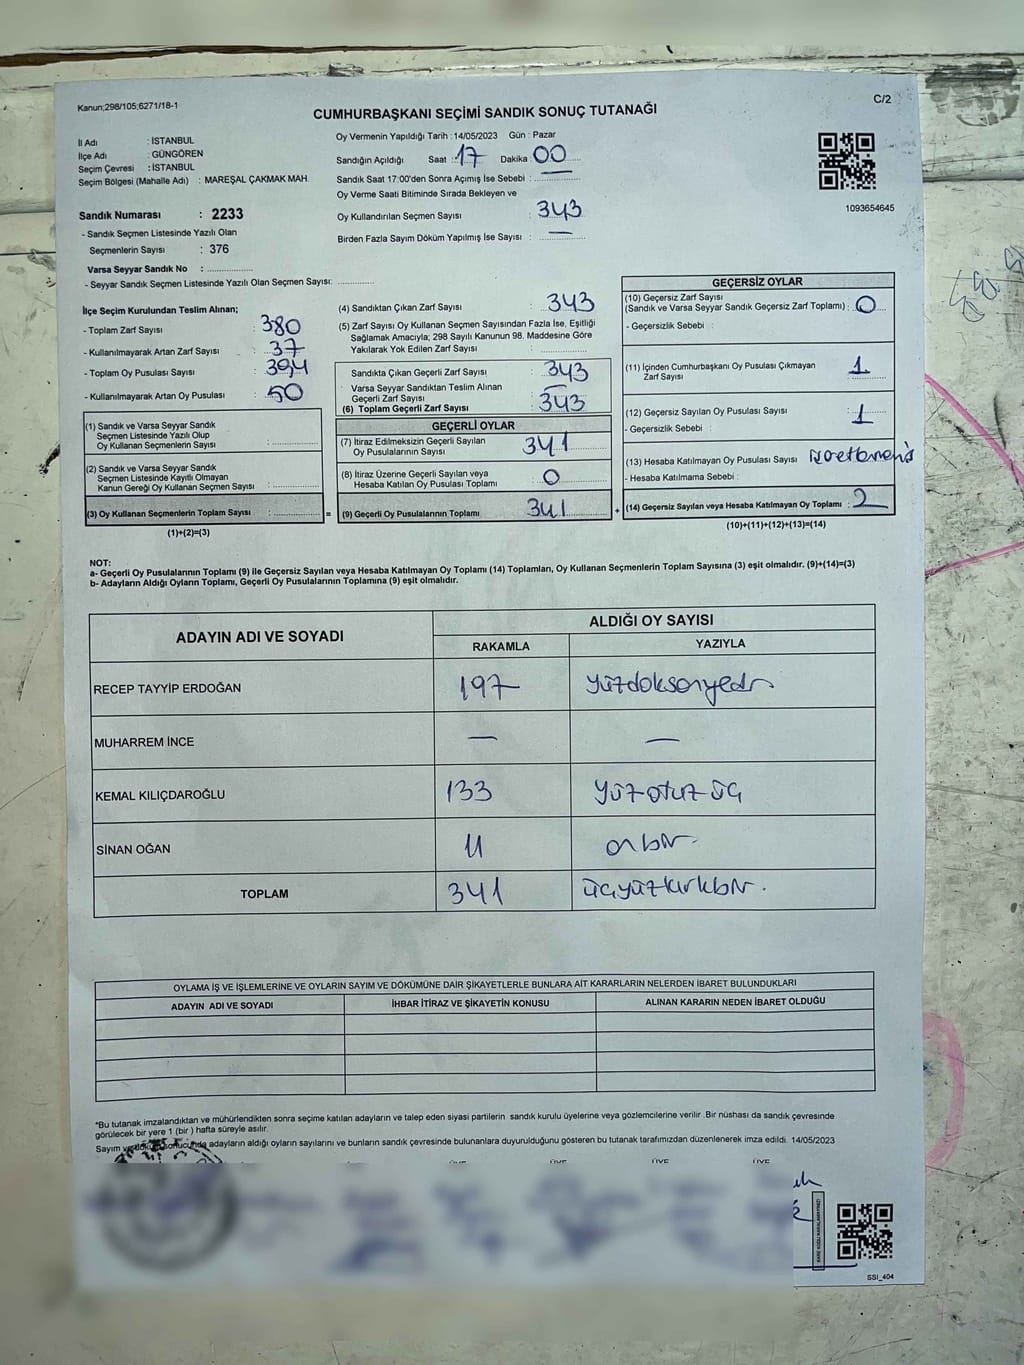 Kanun;298/105;6271/18-1
C/2
CUMHURBAŞKANI SEÇİMİ SANDIK SONUÇ TUTANAĞI
İl Adı : İSTANBUL
İlçe Adı : GÜNGÖREN
Seçim Çevresi : İSTANBUL
Seçim Bölgesi (Mahalle Adı) : MAREŞAL ÇAKMAK MAH.
Sandık Numarası : 2233
- Sandık Seçmen Listesinde Yazılı Olan
Seçmenlerin Sayısı : 376
Varsa Seyyar Sandık No : ..............
- Seyyar Sandık Seçmen Listesinde Yazılı Olan Seçmen Sayısı: ............
Oy Vermenin Yapıldığı Tarih : 14/05/2023 Gün : Pazar
Sandığın Açıldığı Saat : 17 Dakika : 00
Sandık Saat 17:00'den Sonra Açımış İse Sebebi : —
Oy Verme Saati Bitiminde Sırada Bekleyen ve
Oy Kullandırılan Seçmen Sayısı : 343
Birden Fazla Sayım Döküm Yapılmış İse Sayısı : —
1093654645
İlçe Seçim Kurulundan Teslim Alınan;
- Toplam Zarf Sayısı : 380
- Kullanılmayarak Artan Zarf Sayısı : 37
- Toplam Oy Pusulası Sayısı : 394
- Kullanılmayarak Artan Oy Pusulası : 50
(1) Sandık ve Varsa Seyyar Sandık
Seçmen Listesinde Yazılı Olup
Oy Kullanan Seçmenlerin Sayısı : ............
(2) Sandık ve Varsa Seyyar Sandık
Seçmen Listesinde Kayıtlı Olmayan
Kanun Gereği Oy Kullanan Seçmen Sayısı : ............
(3) Oy Kullanan Seçmenlerin Toplam Sayısı : ............ =
(1)+(2)=(3)
(4) Sandıktan Çıkan Zarf Sayısı : 343
(5) Zarf Sayısı Oy Kullanan Seçmen Sayısından Fazla İse, Eşitliği
Sağlamak Amacıyla; 298 Sayılı Kanunun 98. Maddesine Göre
Yakılarak Yok Edilen Zarf Sayısı : ............
Sandıkta Çıkan Geçerli Zarf Sayısı : 343
Varsa Seyyar Sandıktan Teslim Alınan
Geçerli Zarf Sayısı : —
(6) Toplam Geçerli Zarf Sayısı : 343
GEÇERLİ OYLAR
(7) İtiraz Edilmeksizin Geçerli Sayılan
Oy Pusulalarının Sayısı : 341
(8) İtiraz Üzerine Geçerli Sayılan veya
Hesaba Katılan Oy Pusulası Toplamı : 0
(9) Geçerli Oy Pusulalarının Toplamı : 341 +
GEÇERSİZ OYLAR
(10) Geçersiz Zarf Sayısı
(Sandık ve Varsa Seyyar Sandık Geçersiz Zarf Toplamı) : 0
- Geçersizlik Sebebi :
(11) İçinden Cumhurbaşkanı Oy Pusulası Çıkmayan
Zarf Sayısı : 1
(12) Geçersiz Sayılan Oy Pusulası Sayısı : 1
- Geçersizlik Sebebi :
(13) Hesaba Katılmayan Oy Pusulası Sayısı
- Hesaba Katılmama Sebebi :
(14) Geçersiz Sayılan veya Hesaba Katılmayan Oy Toplamı : 2
(10)+(11)+(12)+(13)=(14)
NOT:
a- Geçerli Oy Pusulalarının Toplamı (9) ile Geçersiz Sayılan veya Hesaba Katılmayan Oy Toplamı (14) Toplamları, Oy Kullanan Seçmenlerin Toplam Sayısına (3) eşit olmalıdır. (9)+(14)=(3)
b- Adayların Aldığı Oyların Toplamı, Geçerli Oy Pusulalarının Toplamına (9) eşit olmalıdır.
ADAYIN ADI VE SOYADI ALDIĞI OY SAYISI
RAKAMLA YAZIYLA
RECEP TAYYİP ERDOĞAN 197 yüzdoksanyedi
MUHARREM İNCE — —
KEMAL KILIÇDAROĞLU 133 yüz otuz üç
SİNAN OĞAN 11 on bir
TOPLAM 341 üçyüzkırkbir.
OYLAMA İŞ VE İŞLEMLERİNE VE OYLARIN SAYIM VE DÖKÜMÜNE DAİR ŞİKAYETLERLE BUNLARA AİT KARARLARIN NELERDEN İBARET BULUNDUKLARI
ADAYIN ADI VE SOYADI İHBAR İTİRAZ VE ŞİKAYETİN KONUSU ALINAN KARARIN NEDEN İBARET OLDUĞU
*Bu tutanak imzalandıktan ve mühürlendikten sonra seçime katılan adayların ve talep eden siyasi partilerin sandık kurulu üyelerine veya gözlemcilerine verilir .Bir nüshası da sandık çevresinde
görülecek bir yere 1 (bir ) hafta süreyle asılır.
Sayım ve döküm sonucunda adayların aldığı oyların sayılarını ve bunların sandık çevresinde bulunanlara duyurulduğunu gösteren bu tutanak tarafımızdan düzenlenerek imza edildi. 14/05/2023
ÜYE ÜYE ÜYE ÜYE
SSI_404